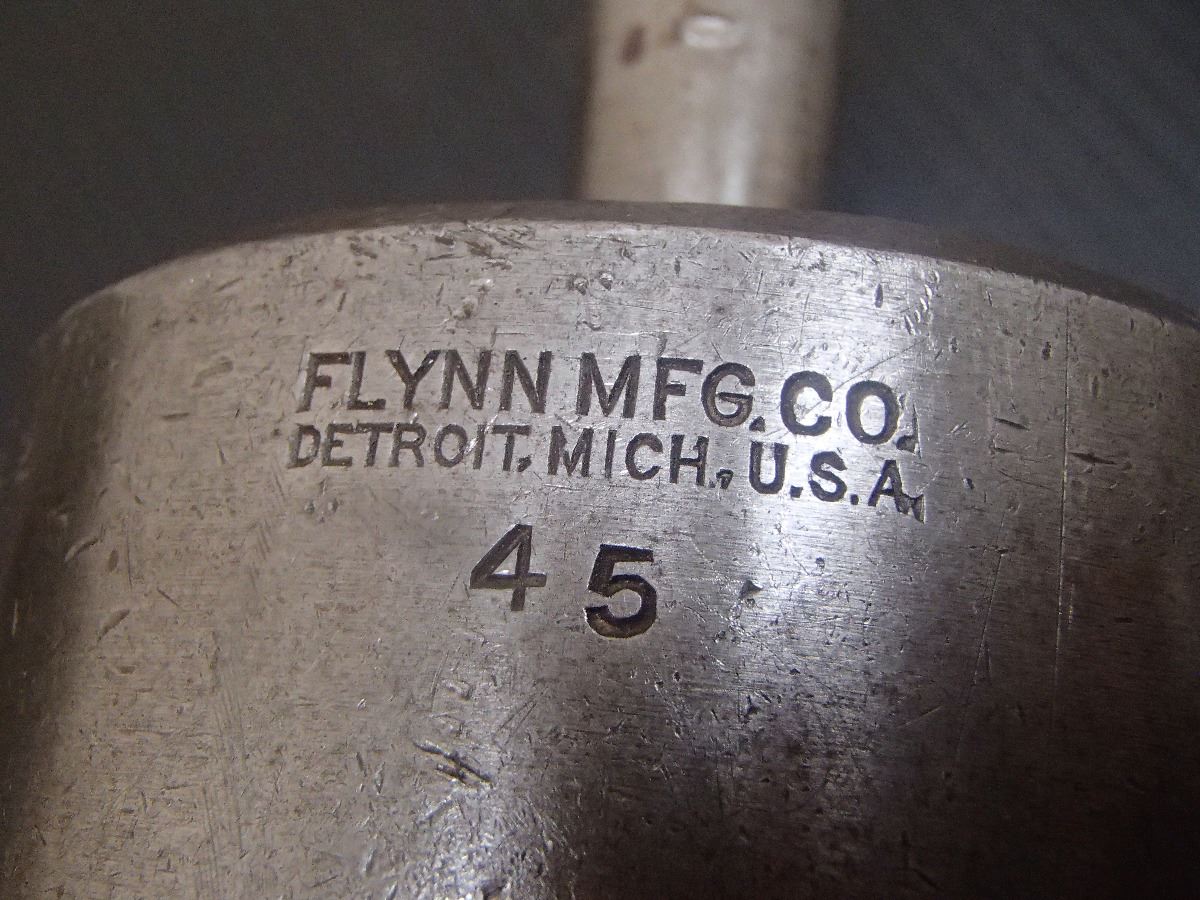 FLYNN MFG. CO.
DETROIT, MICH., U.S.A.
45